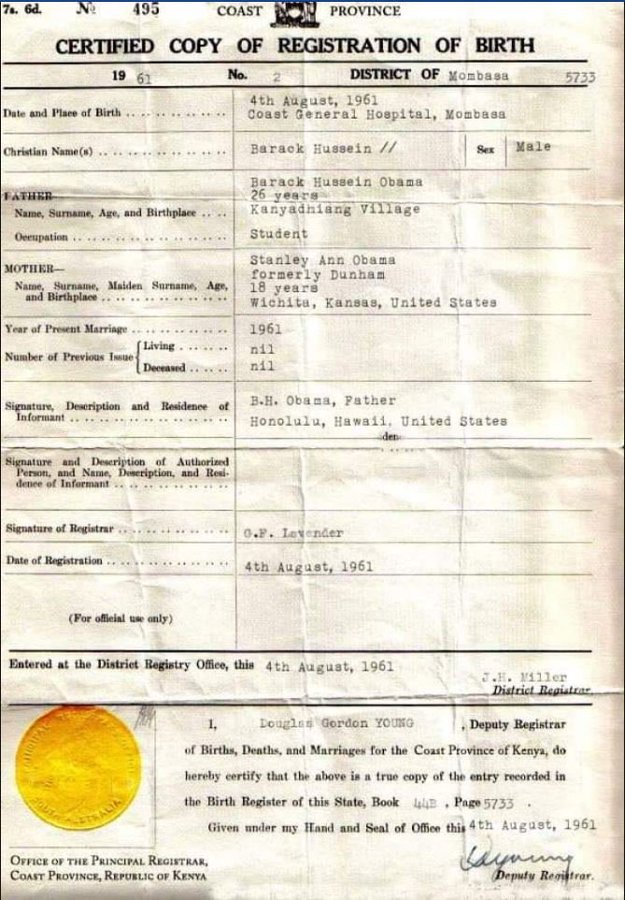 7s. 6d. No 495 COAST PROVINCE
CERTIFIED COPY OF REGISTRATION OF BIRTH
19 61 No. 2 DISTRICT OF Mombasa 5733
Date and Place of Birth 4th August, 1961
Coast General Hospital, Mombasa
Christian Name(s) Barack Hussein // Sex Male
FATHER—
Name, Surname, Age, and Birthplace Barack Hussein Obama
26 years
Kanyadhiang Village
Occupation Student
MOTHER—
Name, Surname, Maiden Surname, Age,
and Birthplace
Stanley Ann Obama
formerly Dunham
18 years
Wichita, Kansas, United States
Year of Present Marriage 1961
Number of Previous Issue { Living nil
Deceased nil
Signature, Description and Residence of
Informant
B.H. Obama, Father
Honolulu, Hawaii, United States
den
Signature and Description of Authorized
Person, and Name, Description, and Resi-
dence of Informant
Signature of Registrar G.F. Lavender
Date of Registration 4th August, 1961
(For official use only)
Entered at the District Registry Office, this 4th August, 1961
J.H. Miller
District Registrar.
I, Douglas Gordon YOUNG, Deputy Registrar
of Births, Deaths, and Marriages for the Coast Province of Kenya, do
hereby certify that the above is a true copy of the entry recorded in
the Birth Register of this State, Book 44B, Page 5733.
Given under my Hand and Seal of Office this 4th August, 1961
SOUTH AUSTRALIA
OFFICE OF THE PRINCIPAL REGISTRAR,
COAST PROVINCE, REPUBLIC OF KENYA
Deputy Registrar.